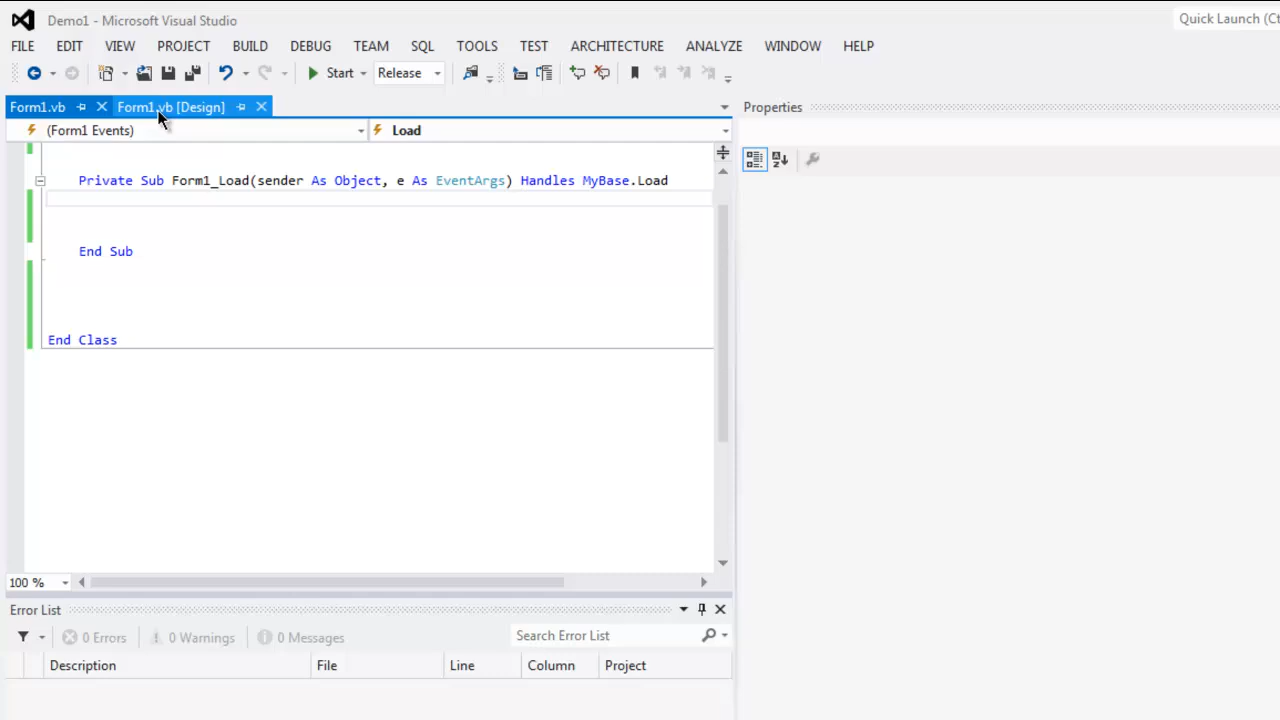 Demo1 - Microsoft Visual Studio
Quick Launch (Ct
FILE EDIT VIEW PROJECT BUILD DEBUG TEAM SQL TOOLS TEST ARCHITECTURE ANALYZE WINDOW HELP
Start Release
Form1.vb Form1.vb [Design]
Properties
(Form1 Events) Load
Private Sub Form1_Load(sender As Object, e As EventArgs) Handles MyBase.Load
End Sub
End Class
100 %
Error List
0 Errors 0 Warnings 0 Messages Search Error List
Description File Line Column Project